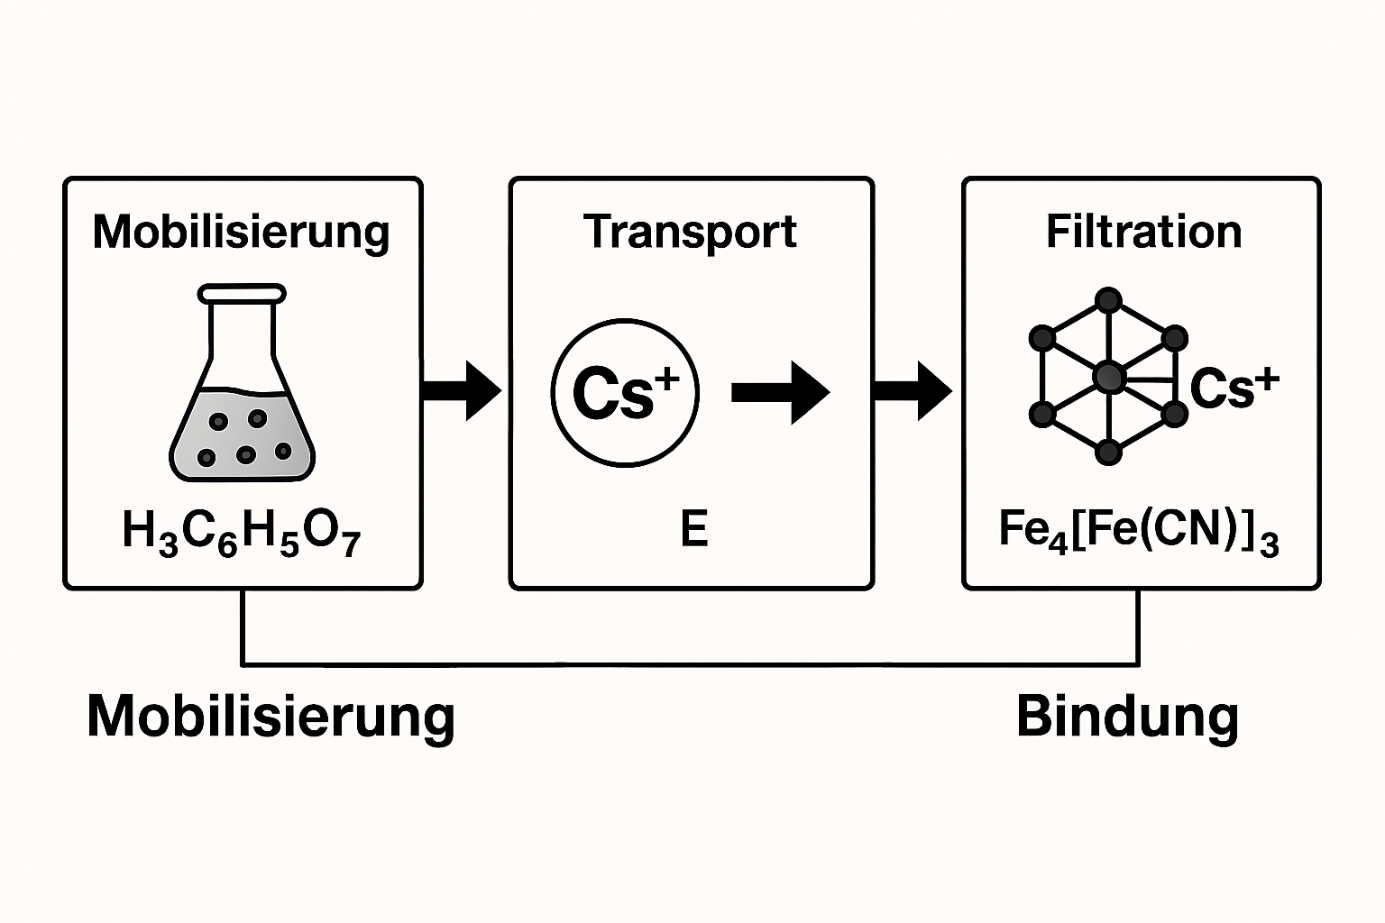 Mobilisierung
H₃C₆H₅O₇
Transport
Cs⁺
E
Filtration
Cs⁺
Fe₄[Fe(CN)]₃
Mobilisierung
Bindung